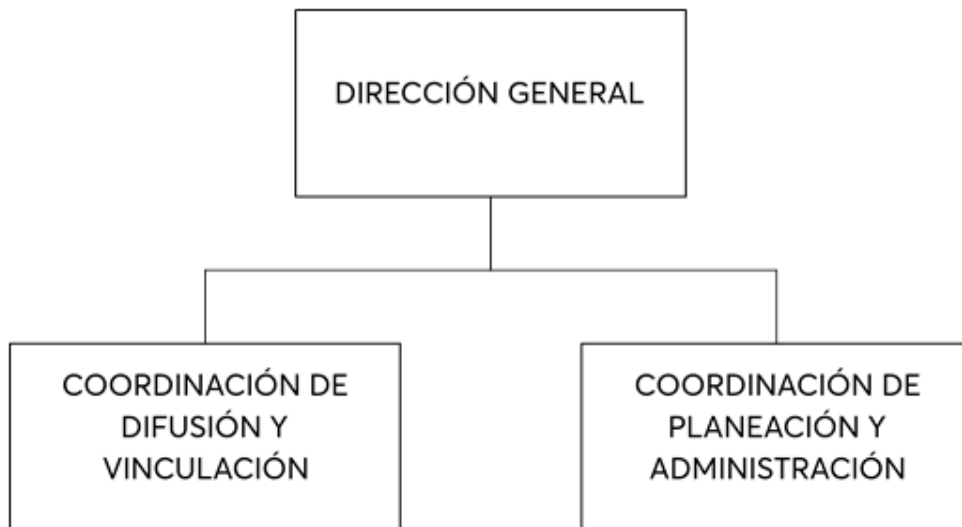 DIRECCIÓN GENERAL
COORDINACIÓN DE
DIFUSIÓN Y
VINCULACIÓN
COORDINACIÓN DE
PLANEACIÓN Y
ADMINISTRACIÓN